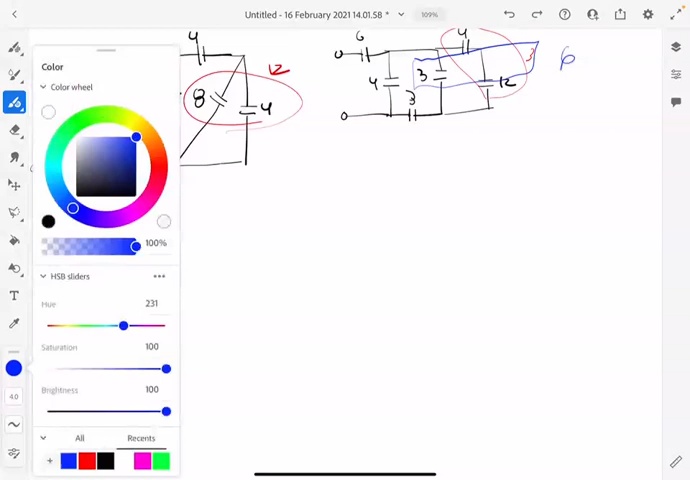 Untitled - 16 February 2021 14.01.58 *
109%
Color
Color wheel
100%
HSB sliders
Hue
231
Saturation
100
Brightness
100
All
Recents
4.0
4
8
4
12
6
4
4
3
3
12
3
6